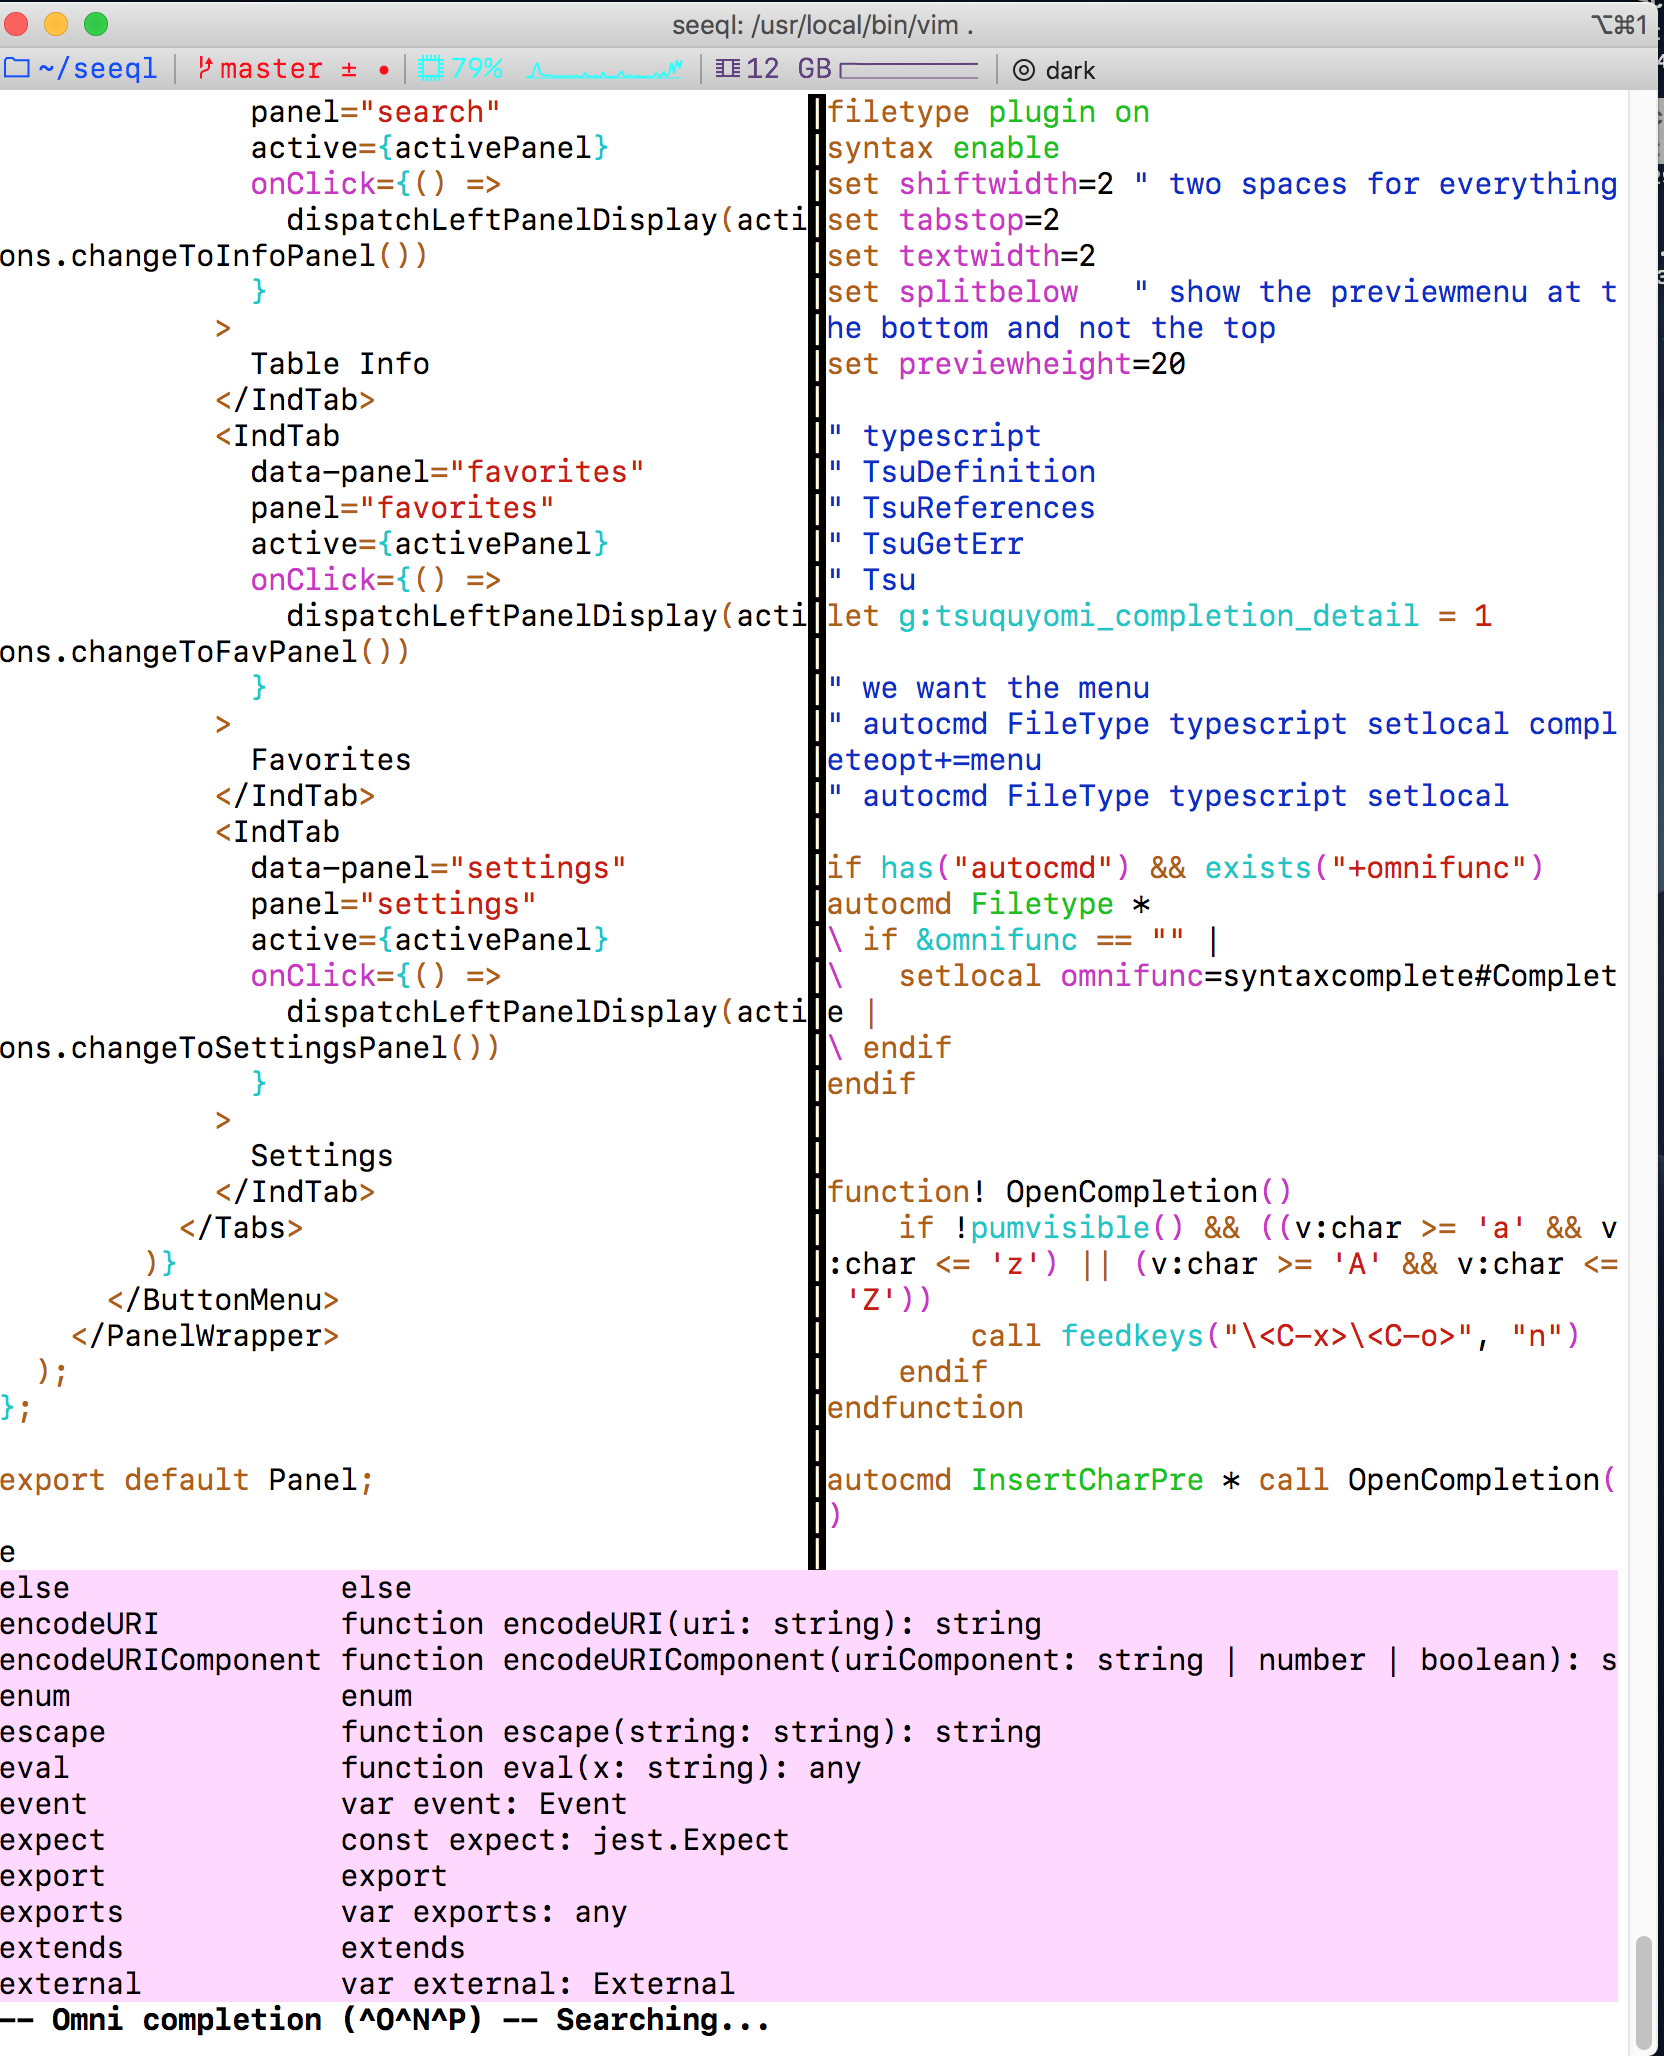 seeql: /usr/local/bin/vim .
⌥⌘1
~/seeql master ± • 79% 12 GB dark
panel="search"
active={activePanel}
onClick={() =>
dispatchLeftPanelDisplay(acti
ons.changeToInfoPanel())
}
>
Table Info
</IndTab>
<IndTab
data-panel="favorites"
panel="favorites"
active={activePanel}
onClick={() =>
dispatchLeftPanelDisplay(acti
ons.changeToFavPanel())
}
>
Favorites
</IndTab>
<IndTab
data-panel="settings"
panel="settings"
active={activePanel}
onClick={() =>
dispatchLeftPanelDisplay(acti
ons.changeToSettingsPanel())
}
>
Settings
</IndTab>
</Tabs>
)}
</ButtonMenu>
</PanelWrapper>
);
};
export default Panel;
e
filetype plugin on
syntax enable
set shiftwidth=2 " two spaces for everything
set tabstop=2
set textwidth=2
set splitbelow   " show the previewmenu at t
he bottom and not the top
set previewheight=20
" typescript
" TsuDefinition
" TsuReferences
" TsuGetErr
" Tsu
let g:tsuquyomi_completion_detail = 1
" we want the menu
" autocmd FileType typescript setlocal compl
eteopt+=menu
" autocmd FileType typescript setlocal
if has("autocmd") && exists("+omnifunc")
autocmd Filetype *
\ if &omnifunc == "" |
\   setlocal omnifunc=syntaxcomplete#Complet
e |
\ endif
endif
function! OpenCompletion()
if !pumvisible() && ((v:char >= 'a' && v
:char <= 'z') || (v:char >= 'A' && v:char <=
'Z'))
call feedkeys("\<C-x>\<C-o>", "n")
endif
endfunction
autocmd InsertCharPre * call OpenCompletion(
)
else else
encodeURI function encodeURI(uri: string): string
encodeURIComponent function encodeURIComponent(uriComponent: string | number | boolean): s
enum enum
escape function escape(string: string): string
eval function eval(x: string): any
event var event: Event
expect const expect: jest.Expect
export export
exports var exports: any
extends extends
external var external: External
-- Omni completion (^O^N^P) -- Searching...